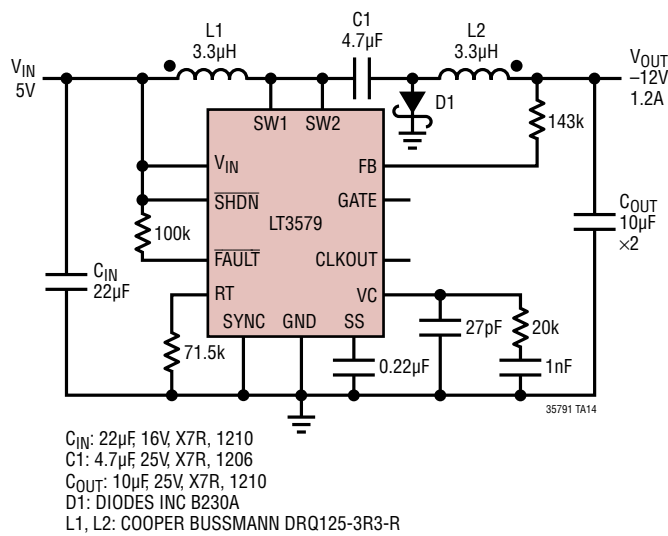 L1
3.3µH
C1
4.7µF
L2
3.3µH
VIN
5V
VOUT
–12V
1.2A
D1
SW1 SW2
143k
VIN
FB
SHDN
GATE
LT3579
COUT
10µF
×2
100k
FAULT
CLKOUT
CIN
22µF
RT
VC
SYNC GND SS
27pF
20k
71.5k
0.22µF
1nF
35791 TA14
CIN: 22µF, 16V, X7R, 1210
C1: 4.7µF, 25V, X7R, 1206
COUT: 10µF, 25V, X7R, 1210
D1: DIODES INC B230A
L1, L2: COOPER BUSSMANN DRQ125-3R3-R